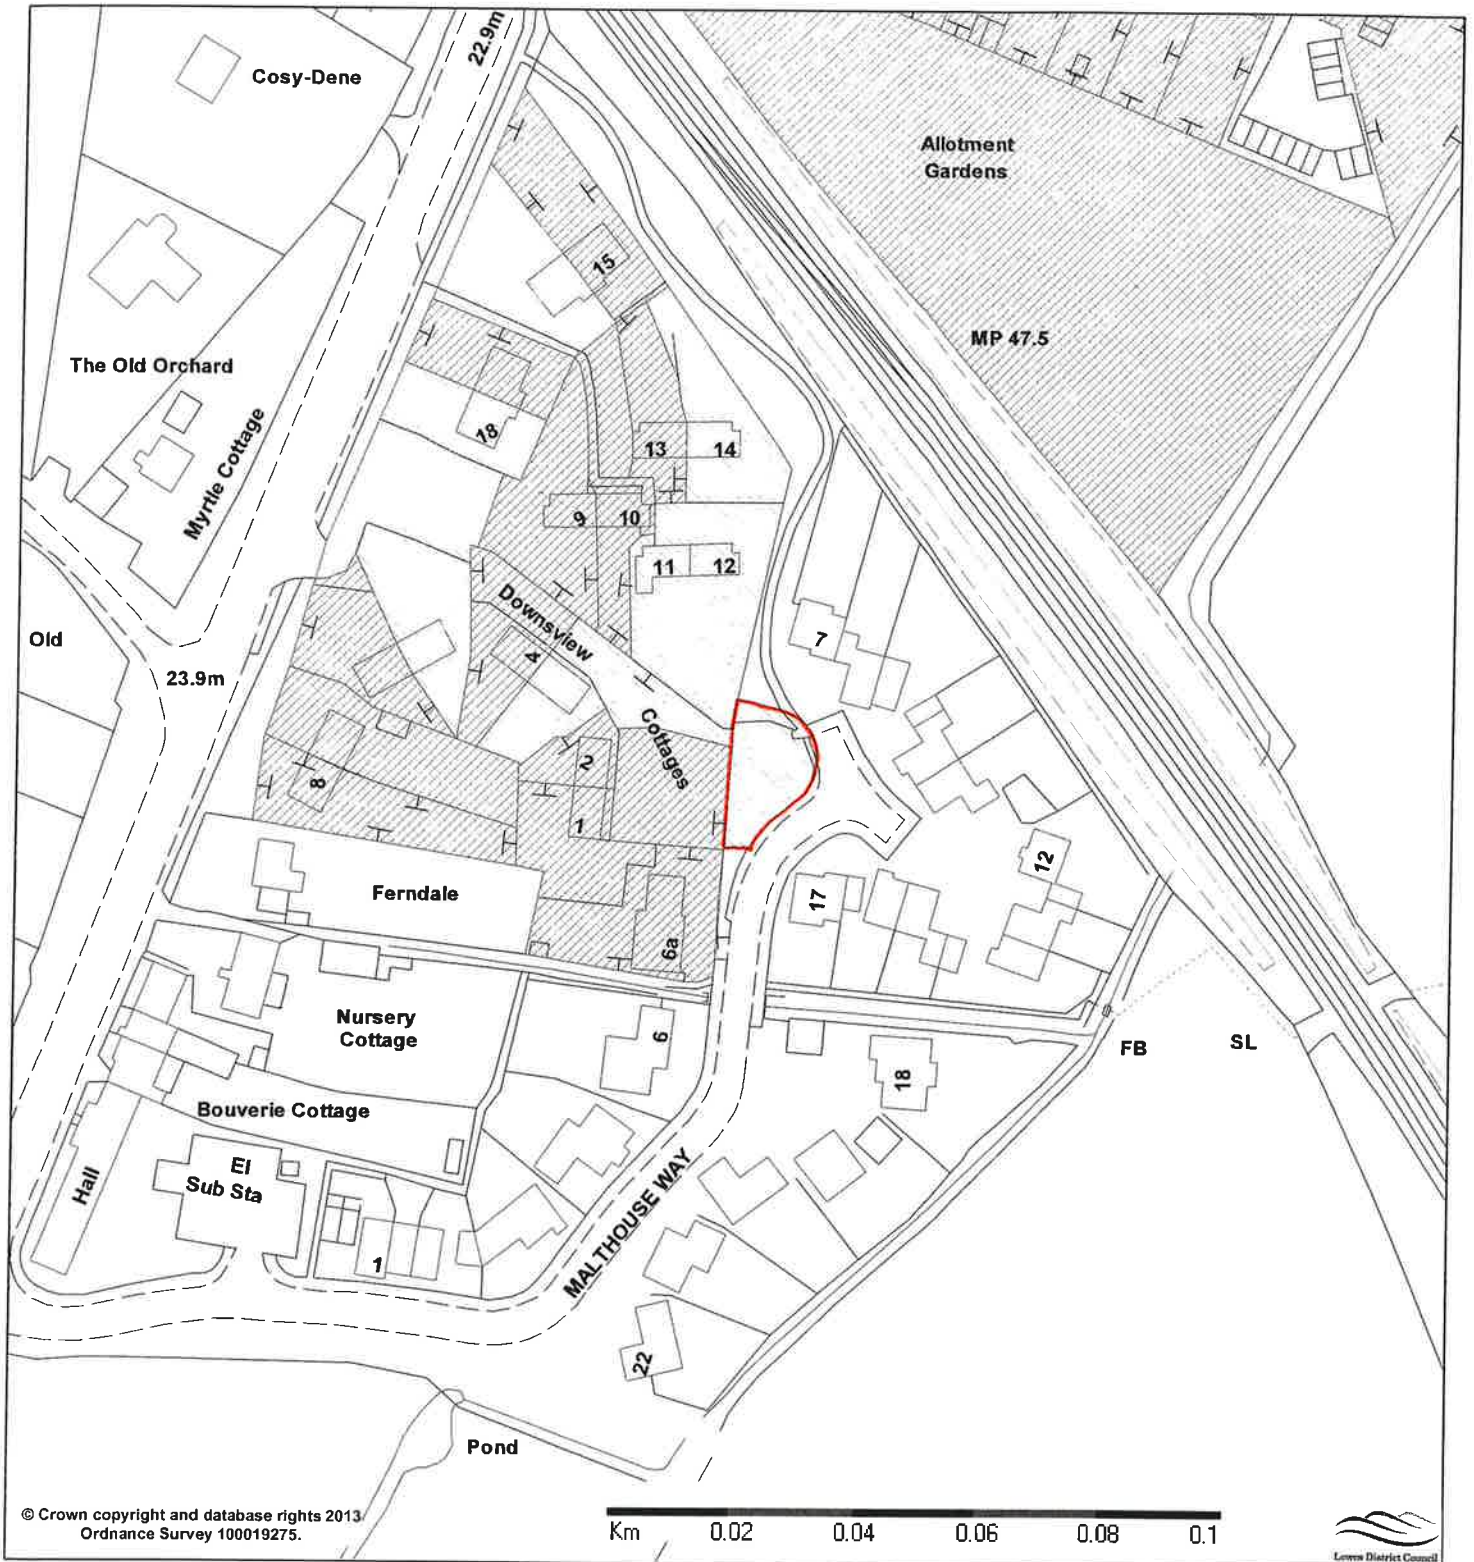 22.9m
Cosy-Dene
Allotment
Gardens
15
MP 47.5
The Old Orchard
Myrtle Cottage
18
13
14
9
10
11
12
Downsview
Cottages
Old
23.9m
7
4
2
8
1
12
Ferndale
17
6a
Nursery
Cottage
6
FB
SL
18
Bouverie Cottage
El
Sub Sta
Hall
MALTHOUSE WAY
1
22
Pond
© Crown copyright and database rights 2013
Ordnance Survey 100019275.
Km 0.02 0.04 0.06 0.08 0.1
Lewes District Council